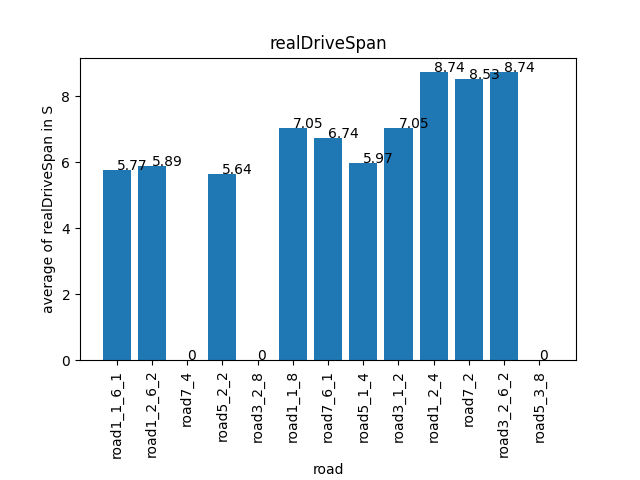 realDriveSpan
average of realDriveSpan in S
8
6
4
2
0
5.77
5.89
0
5.64
0
7.05
6.74
5.97
7.05
8.74
8.53
8.74
0
road1_1_6_1
road1_2_6_2
road7_4
road5_2_2
road3_2_8
road1_1_8
road7_6_1
road5_1_4
road3_1_2
road1_2_4
road7_2
road3_2_6_2
road5_3_8
road